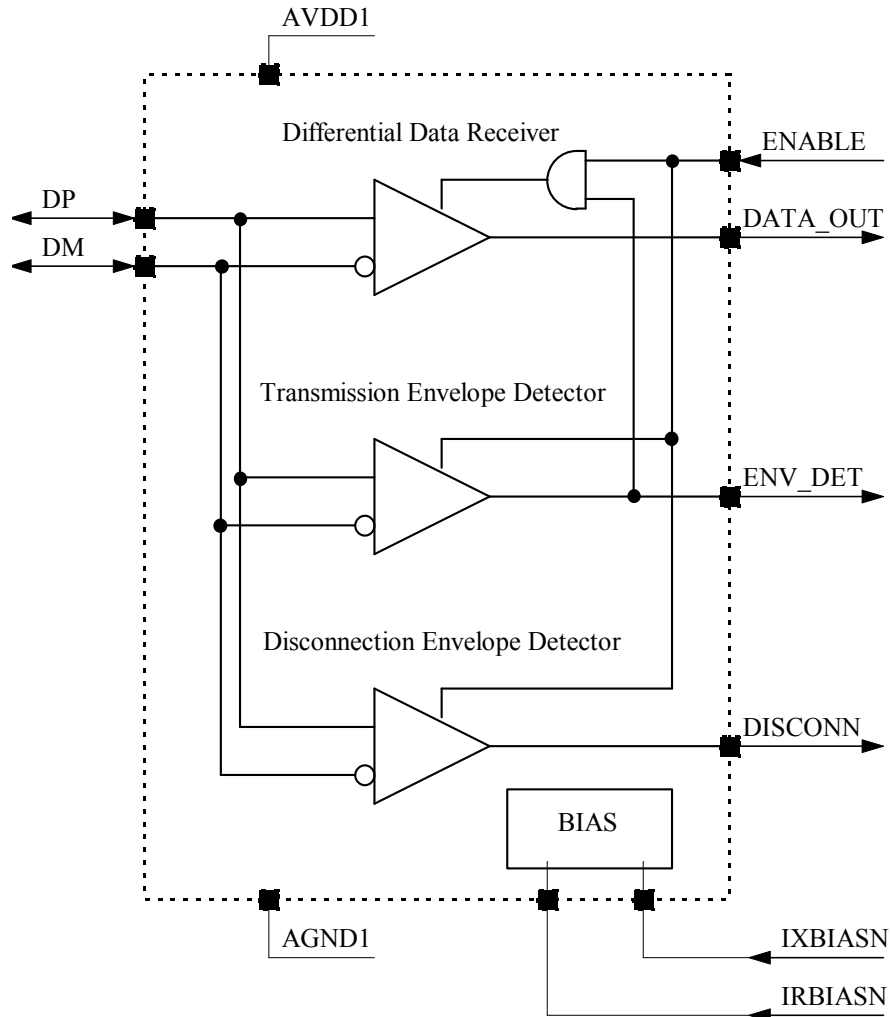 AVDD1
Differential Data Receiver
ENABLE
DP
DATA_OUT
DM
Transmission Envelope Detector
ENV_DET
Disconnection Envelope Detector
DISCONN
BIAS
AGND1
IXBIASN
IRBIASN